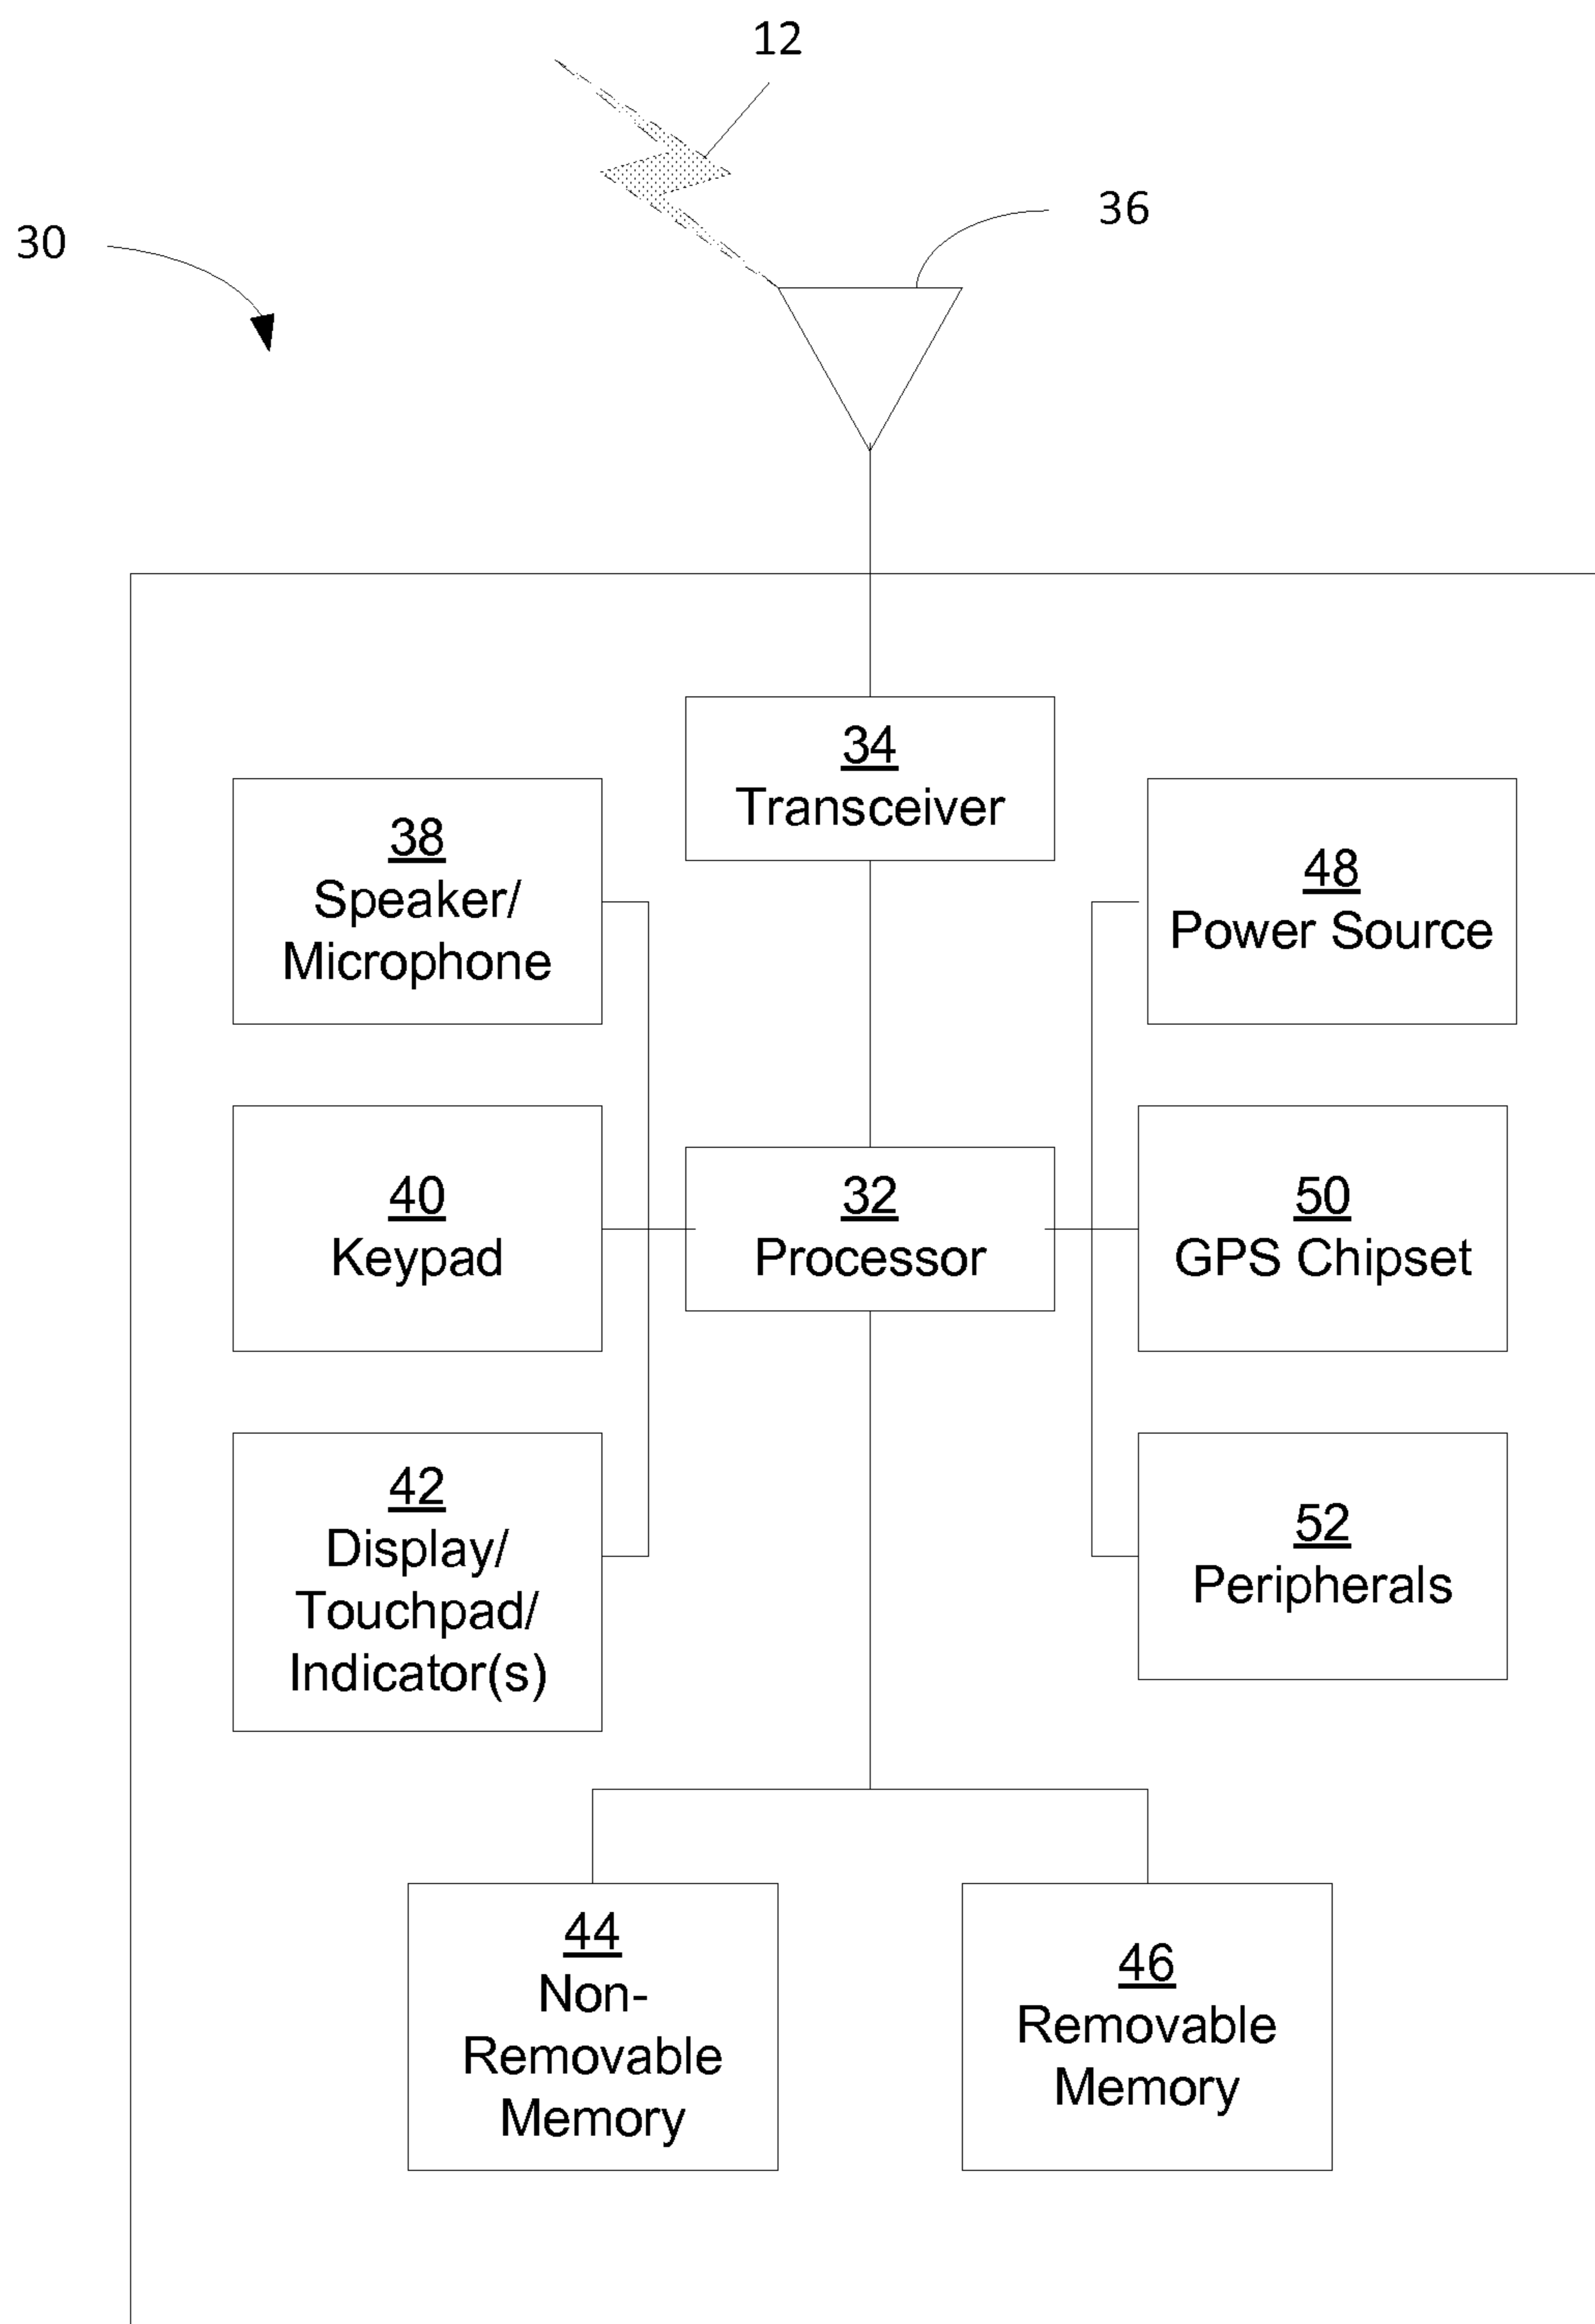 12
36
30
34
Transceiver
38
Speaker/
Microphone
48
Power Source
40
Keypad
32
Processor
50
GPS Chipset
42
Display/
Touchpad/
Indicator(s)
52
Peripherals
44
Non-
Removable
Memory
46
Removable
Memory